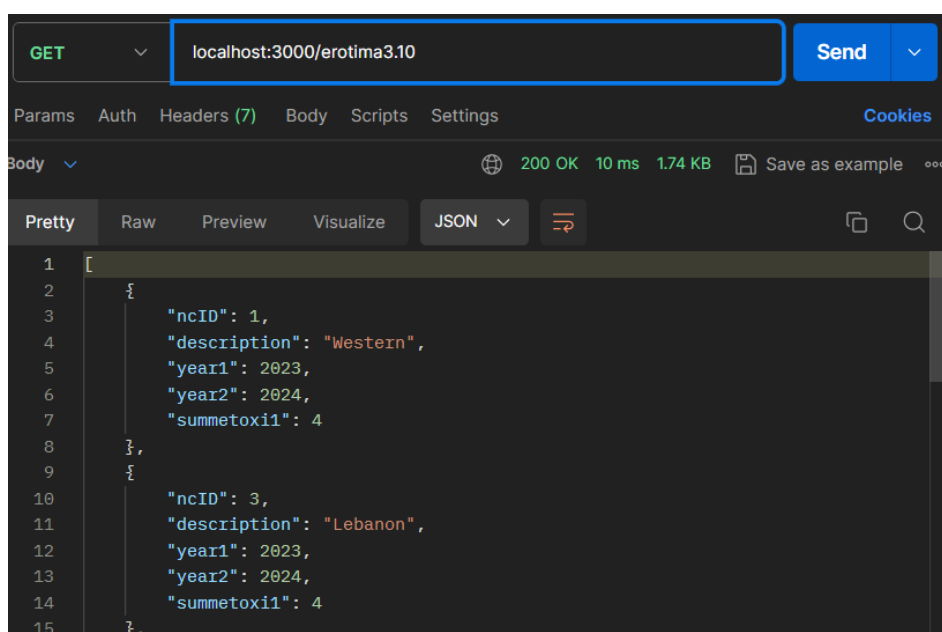 GET localhost:3000/erotima3.10 Send
Params Auth Headers (7) Body Scripts Settings Cookies
Body 200 OK 10 ms 1.74 KB Save as example
Pretty Raw Preview Visualize JSON
1 [
2 {
3 "ncID": 1,
4 "description": "Western",
5 "year1": 2023,
6 "year2": 2024,
7 "summetoxi1": 4
8 },
9 {
10 "ncID": 3,
11 "description": "Lebanon",
12 "year1": 2023,
13 "year2": 2024,
14 "summetoxi1": 4
15 },